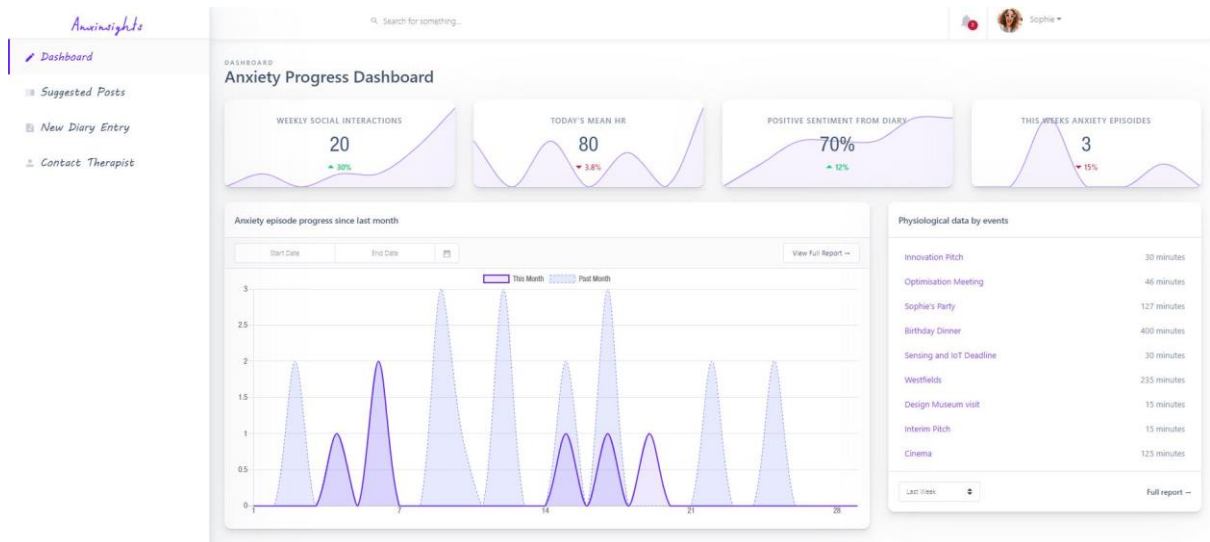 Anxinsights
Search for something...
2
Sophie
Dashboard
Suggested Posts
New Diary Entry
Contact Therapist
DASHBOARD
Anxiety Progress Dashboard
WEEKLY SOCIAL INTERACTIONS
20
30%
TODAY'S MEAN HR
80
3.8%
POSITIVE SENTIMENT FROM DIARY
70%
12%
THIS WEEKS ANXIETY EPISOIDES
3
15%
Anxiety episode progress since last month
Start Date
End Date
View Full Report →
This Month
Past Month
3
2.5
2
1.5
1
0.5
0
1
7
14
21
28
Physiological data by events
Innovation Pitch 30 minutes
Optimisation Meeting 46 minutes
Sophie's Party 127 minutes
Birthday Dinner 400 minutes
Sensing and IoT Deadline 30 minutes
Westfields 235 minutes
Design Museum visit 15 minutes
Interim Pitch 15 minutes
Cinema 125 minutes
Last Week
Full report →